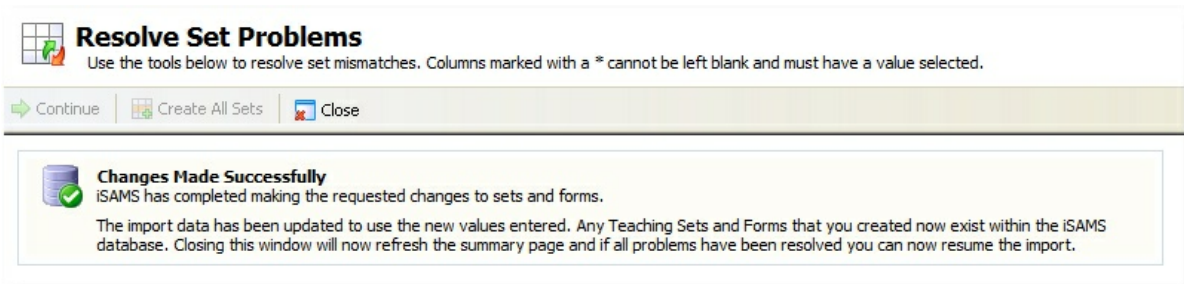 Resolve Set Problems
Use the tools below to resolve set mismatches. Columns marked with a * cannot be left blank and must have a value selected.
Continue Create All Sets Close
Changes Made Successfully
iSAMS has completed making the requested changes to sets and forms.
The import data has been updated to use the new values entered. Any Teaching Sets and Forms that you created now exist within the iSAMS
database. Closing this window will now refresh the summary page and if all problems have been resolved you can now resume the import.